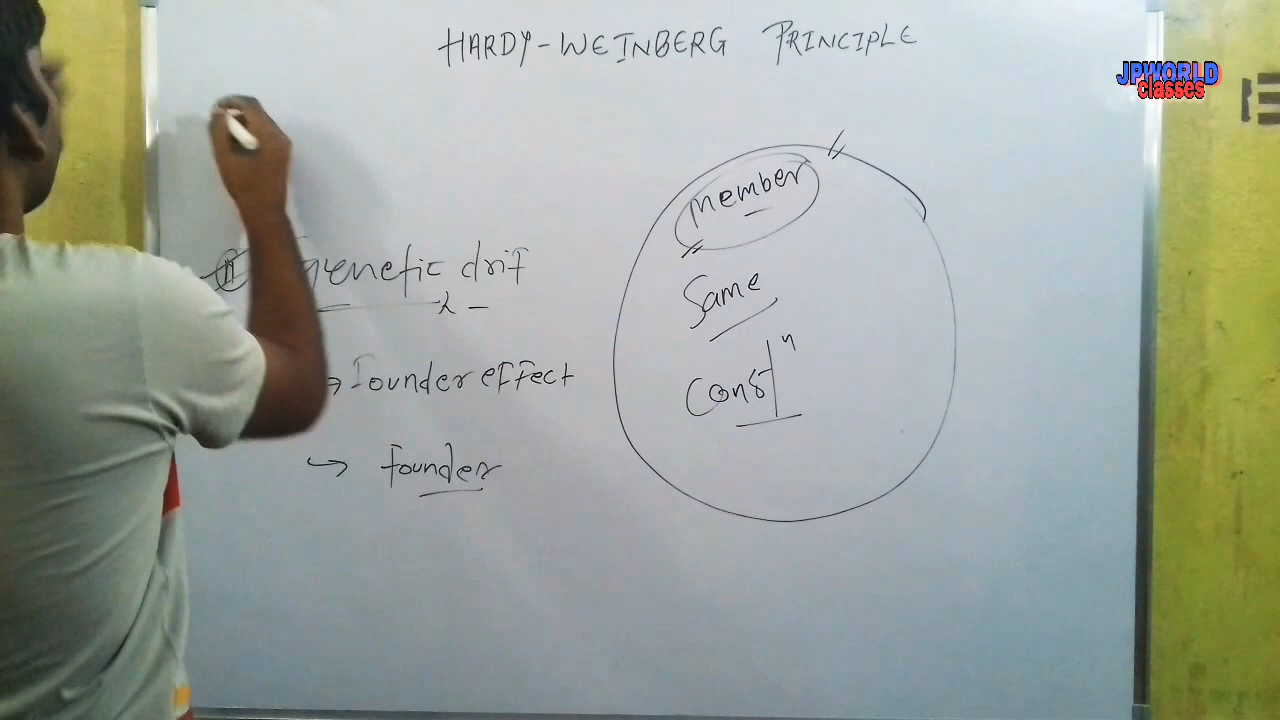 HARDY-WEINBERG PRINCIPLE
JPWORLD
classes
genetic drif
→ Founder effect
↪ founder
member
Same
Const n